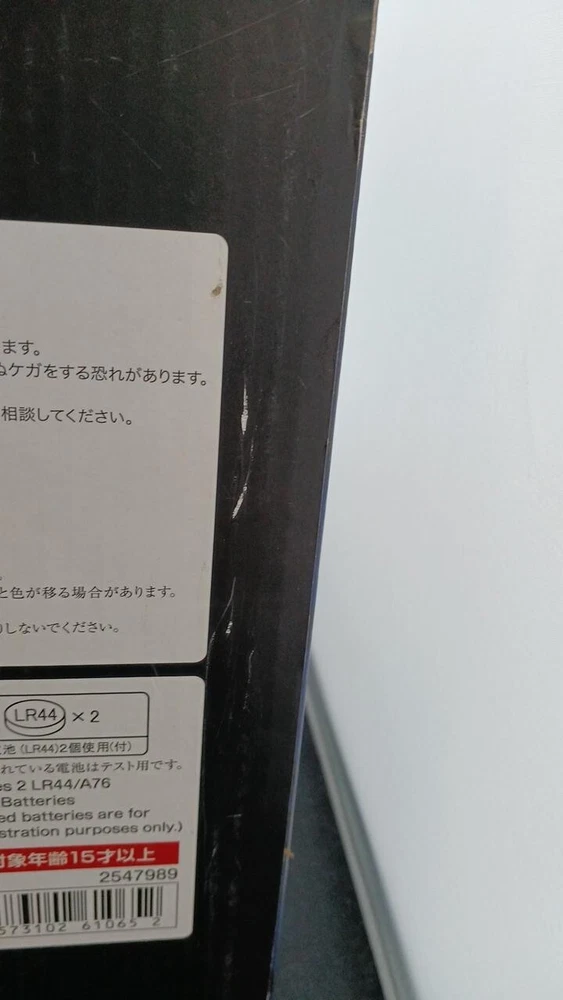 ます。
ぬケガをする恐れがあります。
相談してください。
と色が移る場合があります。
しないでください。
LR44 × 2
池 (LR44)2個使用(付)
れている電池はテスト用です。
es 2 LR44/A76
Batteries
ed batteries are for
stration purposes only.)
対象年齢15才以上
2547989
573102 61065 2